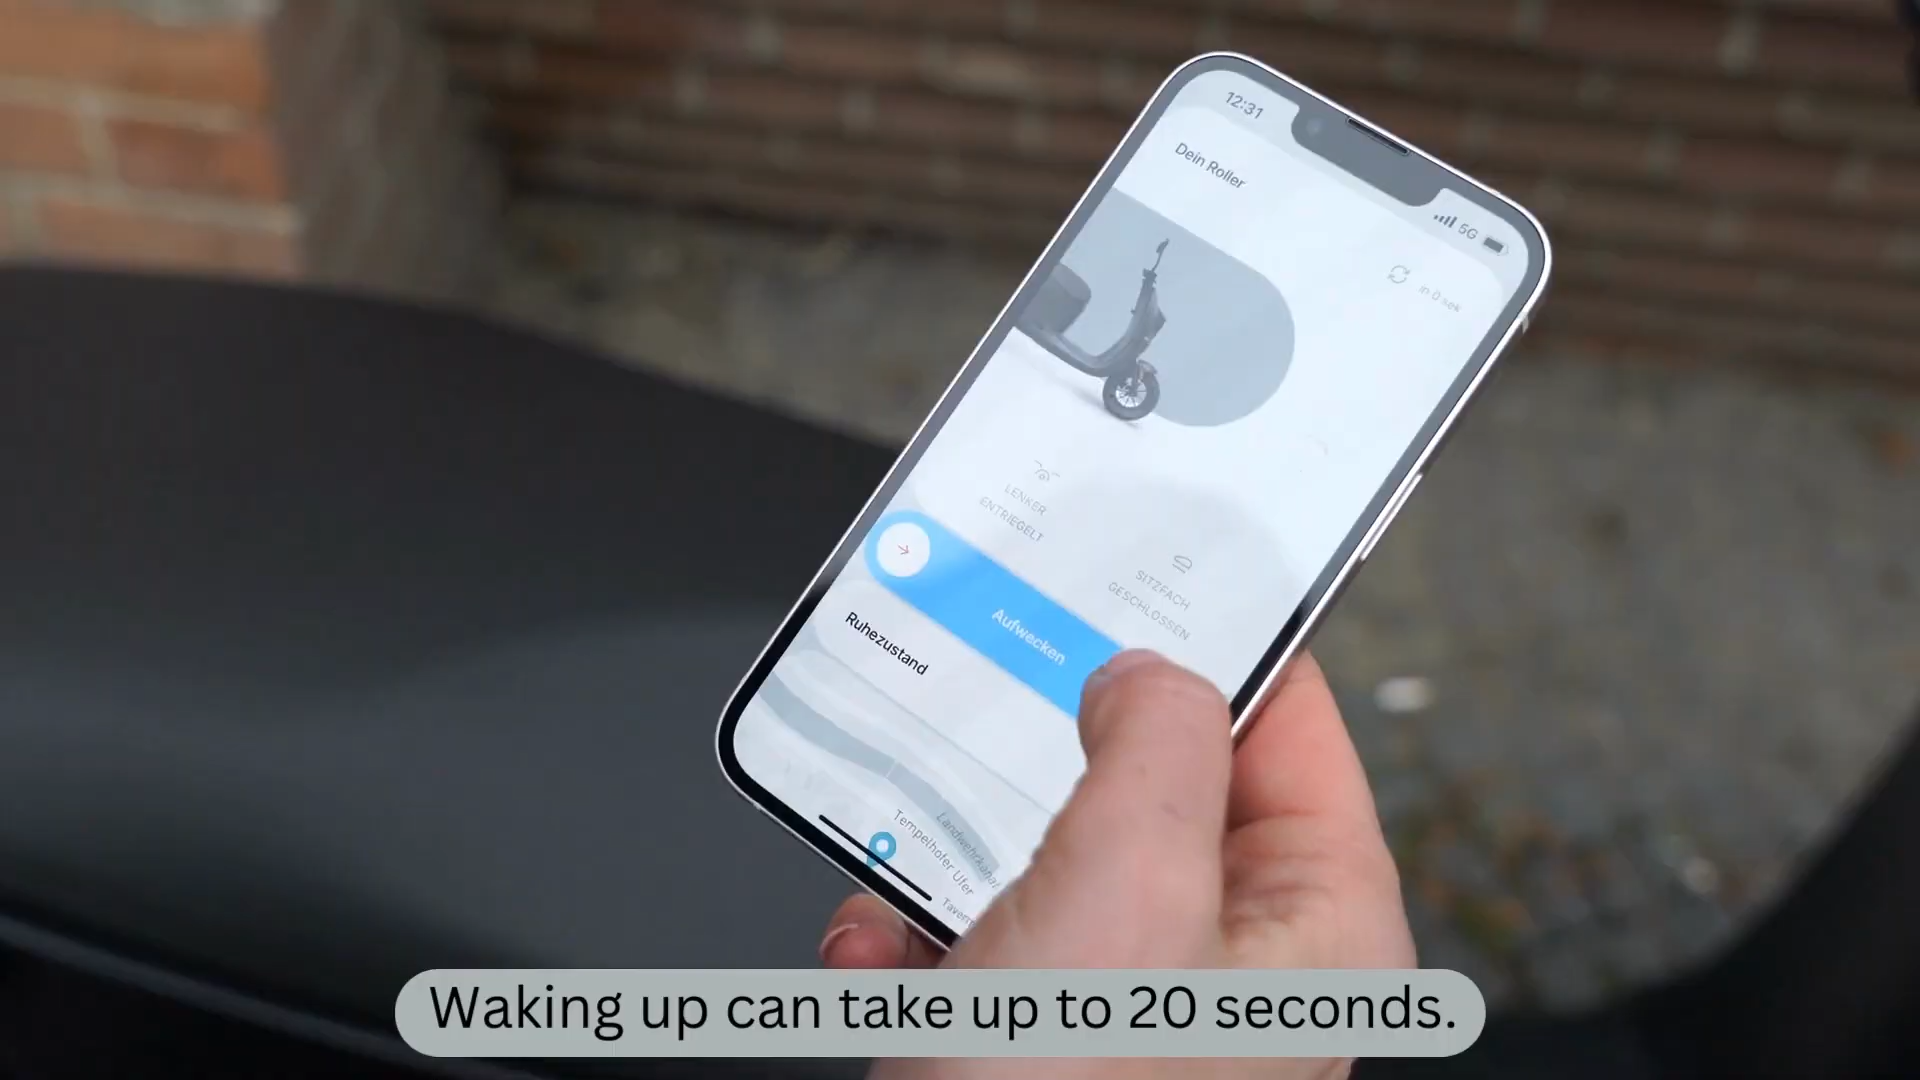 12:31
5G
Dein Roller
in 0 sek
LENKER
ENTRIEGELT
SITZFACH
GESCHLOSSEN
Aufwecken
Ruhezustand
Landwehrkanal
Tempelhofer Ufer
Waking up can take up to 20 seconds.